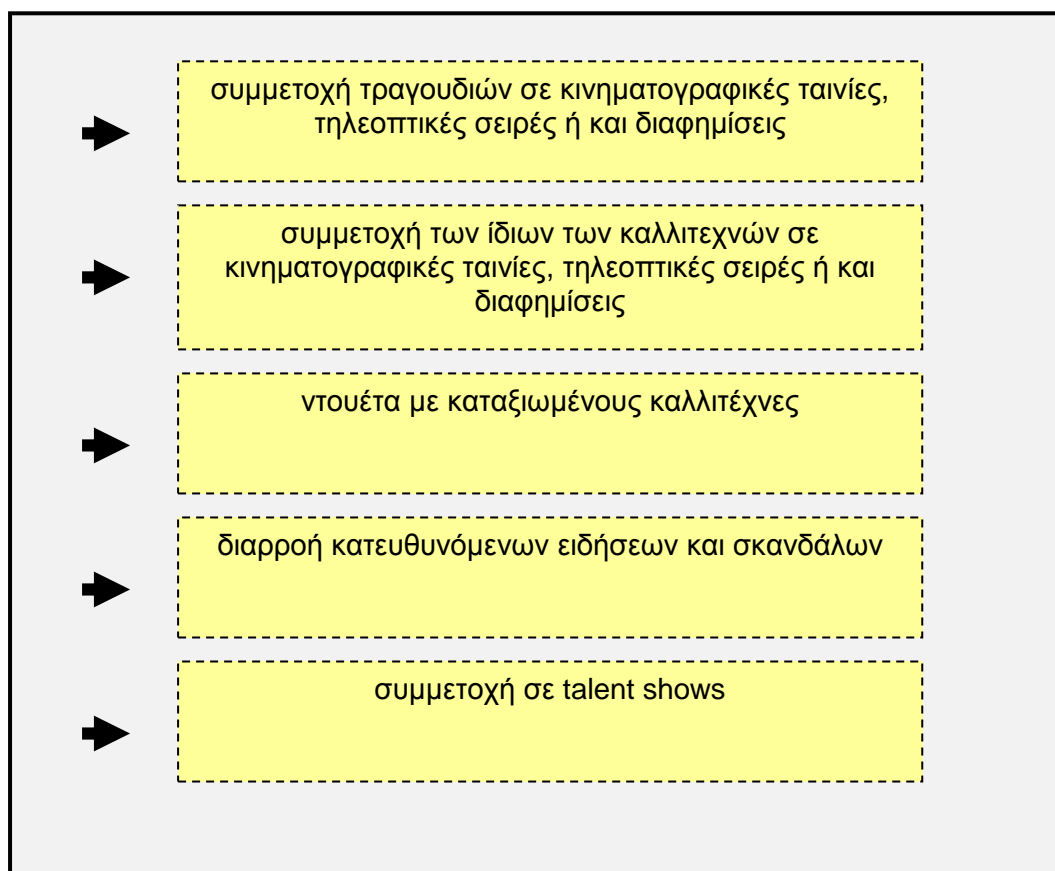 συμμετοχή τραγουδιών σε κινηματογραφικές ταινίες,
τηλεοπτικές σειρές ή και διαφημίσεις
συμμετοχή των ίδιων των καλλιτεχνών σε
κινηματογραφικές ταινίες, τηλεοπτικές σειρές ή και
διαφημίσεις
ντουέτα με καταξιωμένους καλλιτέχνες
διαρροή κατευθυνόμενων ειδήσεων και σκανδάλων
συμμετοχή σε talent shows